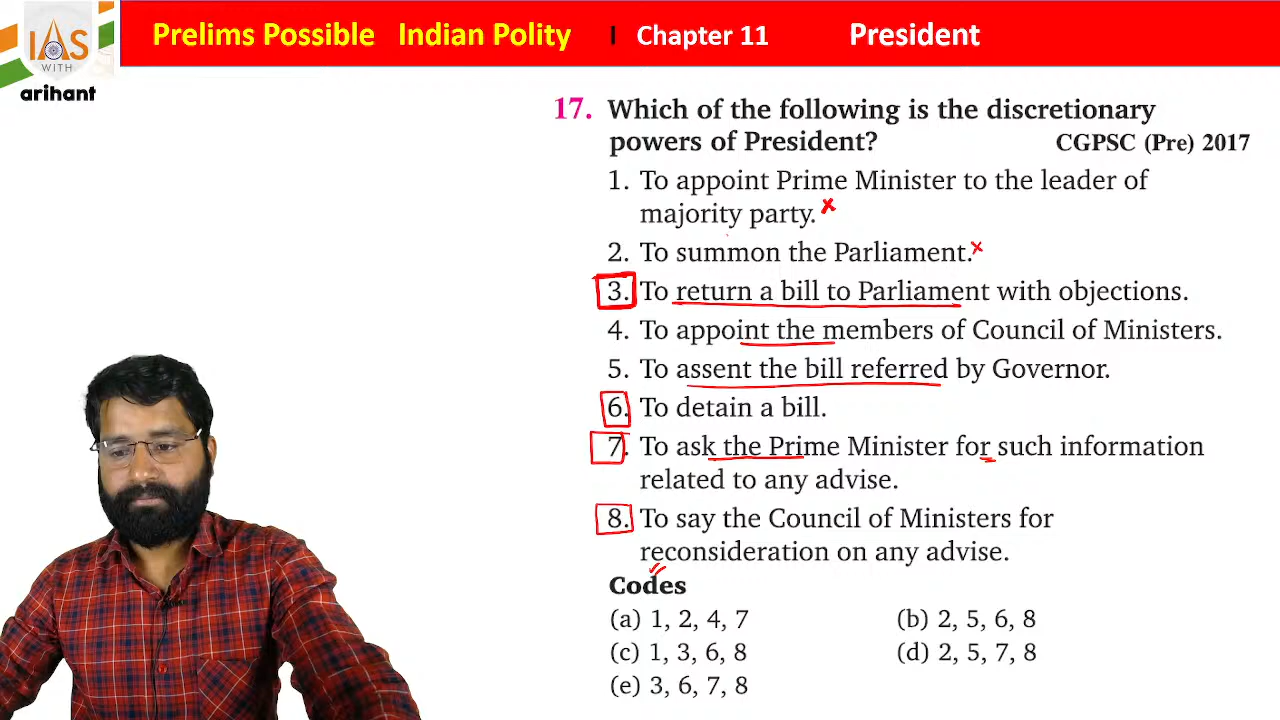 IAS
WITH
arihant
Prelims Possible Indian Polity | Chapter 11 President
17. Which of the following is the discretionary
powers of President? CGPSC (Pre) 2017
1. To appoint Prime Minister to the leader of
majority party.
2. To summon the Parliament.
3. To return a bill to Parliament with objections.
4. To appoint the members of Council of Ministers.
5. To assent the bill referred by Governor.
6. To detain a bill.
7. To ask the Prime Minister for such information
related to any advise.
8. To say the Council of Ministers for
reconsideration on any advise.
Codes
(a) 1, 2, 4, 7 (b) 2, 5, 6, 8
(c) 1, 3, 6, 8 (d) 2, 5, 7, 8
(e) 3, 6, 7, 8